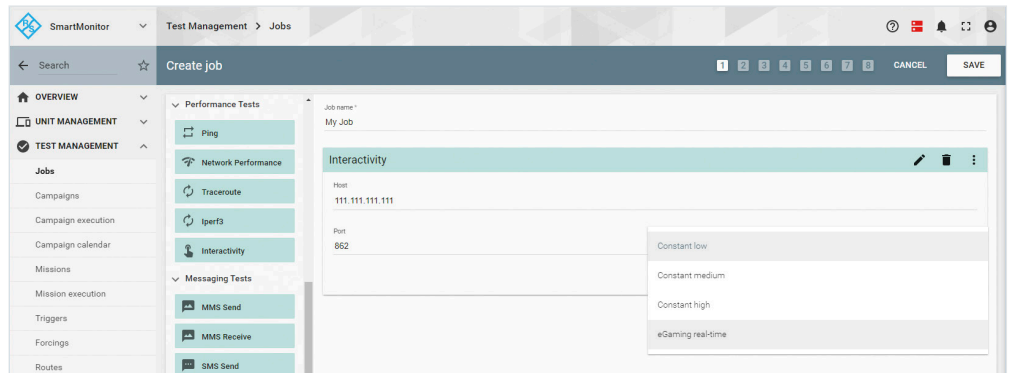 SmartMonitor
Test Management > Jobs
Search
Create job
1 2 3 4 5 6 7 8
CANCEL
SAVE
OVERVIEW
UNIT MANAGEMENT
TEST MANAGEMENT
Jobs
Campaigns
Campaign execution
Campaign calendar
Missions
Mission execution
Triggers
Forcings
Routes
Performance Tests
Ping
Network Performance
Traceroute
Iperf3
Interactivity
Messaging Tests
MMS Send
MMS Receive
SMS Send
Job name *
My Job
Interactivity
Host
111.111.111.111
Port
862
Constant low
Constant medium
Constant high
eGaming real-time